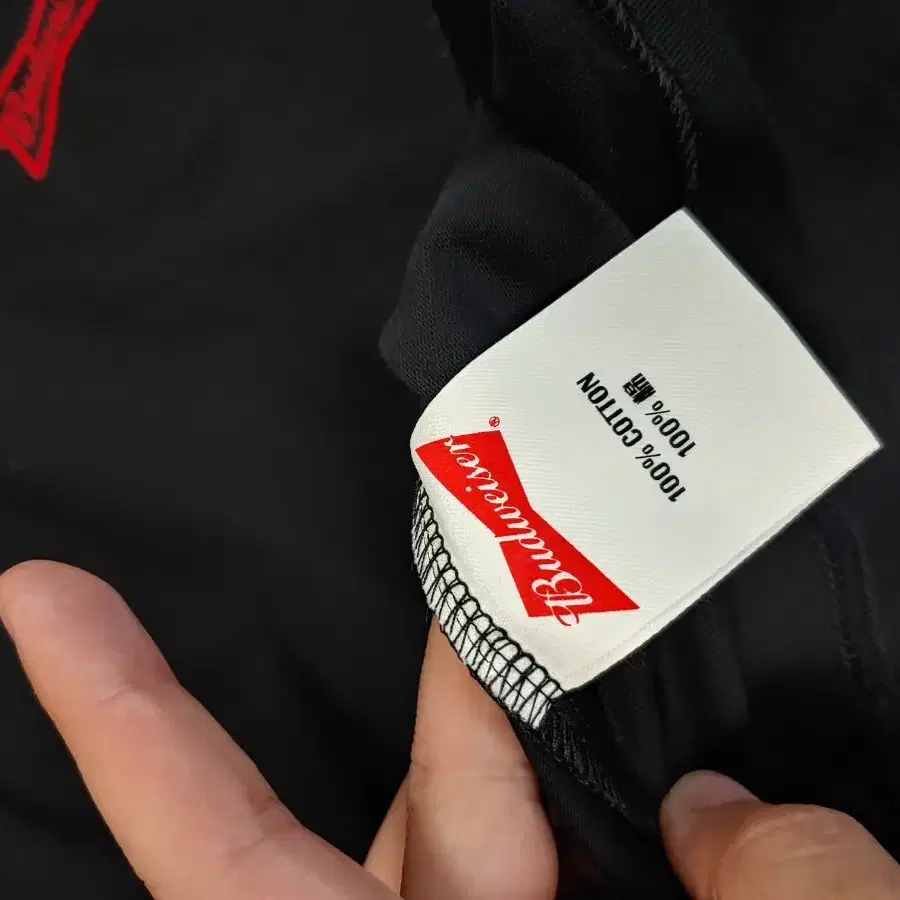 Budweiser®
100% COTTON
100% 綿